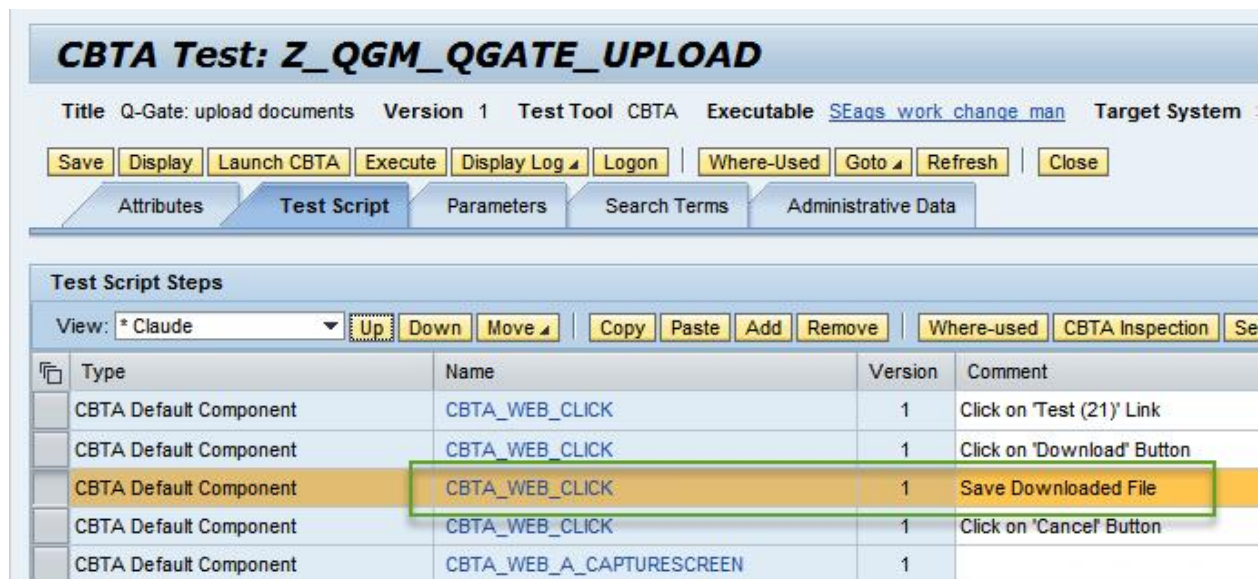 CBTA Test: Z_QGM_QGATE_UPLOAD
Title Q-Gate: upload documents Version 1 Test Tool CBTA Executable SEaqs_work_change_man Target System
Save Display Launch CBTA Execute Display Log Logon Where-Used Goto Refresh Close
Attributes Test Script Parameters Search Terms Administrative Data
Test Script Steps
View: * Claude Up Down Move Copy Paste Add Remove Where-used CBTA Inspection Se
Type Name Version Comment
CBTA Default Component CBTA_WEB_CLICK 1 Click on 'Test (21)' Link
CBTA Default Component CBTA_WEB_CLICK 1 Click on 'Download' Button
CBTA Default Component CBTA_WEB_CLICK 1 Save Downloaded File
CBTA Default Component CBTA_WEB_CLICK 1 Click on 'Cancel' Button
CBTA Default Component CBTA_WEB_A_CAPTURESCREEN 1